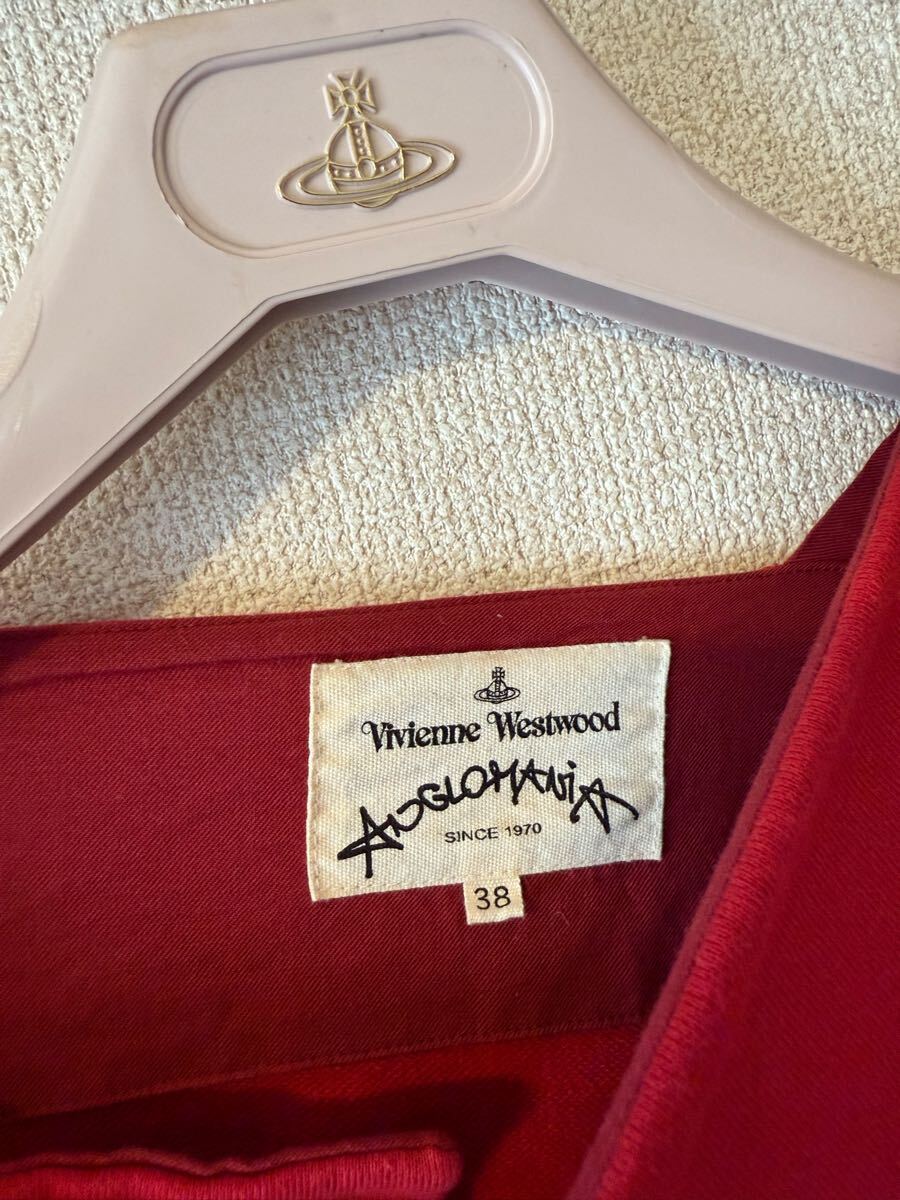 Vivienne Westwood
ANGLOMANIA
SINCE 1970
38